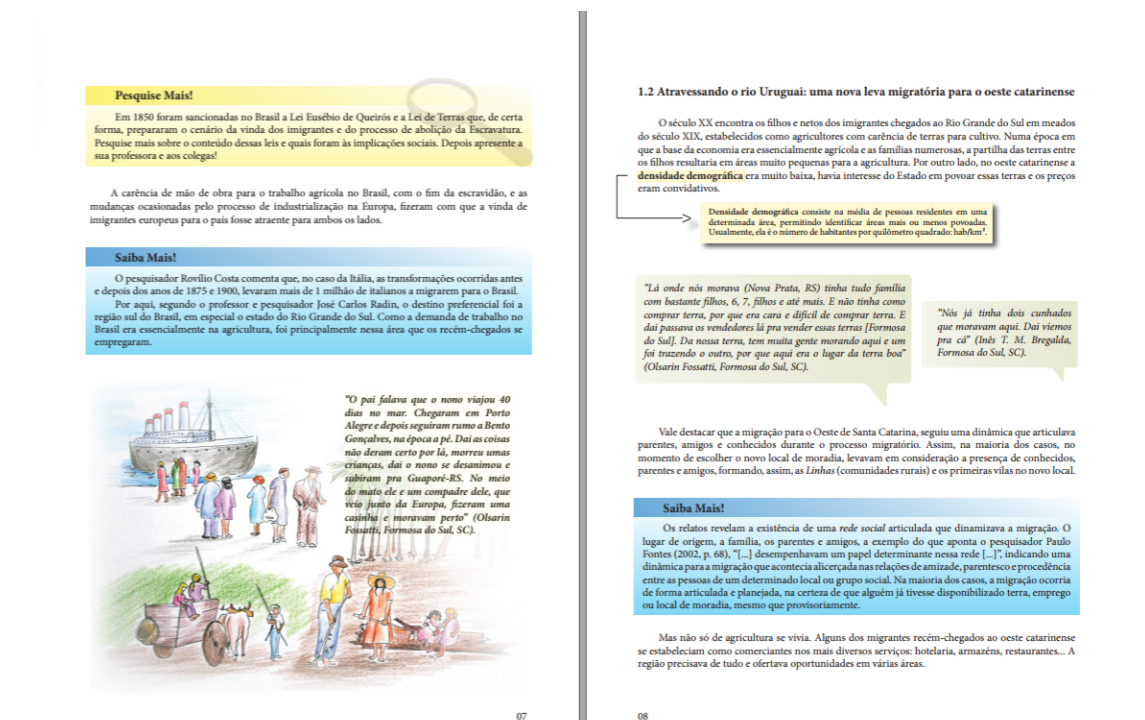 Pesquise Mais!
Em 1850 foram sancionadas no Brasil a Lei Eusébio de Queirós e a Lei de Terras que, de certa
forma, prepararam o cenário da vinda dos imigrantes e do processo de abolição da Escravatura.
Pesquise mais sobre o conteúdo dessas leis e quais foram às implicações sociais. Depois apresente a
sua professora e aos colegas!
A carência de mão de obra para o trabalho agrícola no Brasil, com o fim da escravidão, e as
mudanças ocasionadas pelo processo de industrialização na Europa, fizeram com que a vinda de
imigrantes europeus para o país fosse atraente para ambos os lados.
Saiba Mais!
O pesquisador Rovílio Costa comenta que, no caso da Itália, as transformações ocorridas antes
e depois dos anos de 1875 e 1900, levaram mais de 1 milhão de italianos a migrarem para o Brasil.
Por aqui, segundo o professor e pesquisador José Carlos Radin, o destino preferencial foi a
região sul do Brasil, em especial o estado do Rio Grande do Sul. Como a demanda de trabalho no
Brasil era essencialmente na agricultura, foi principalmente nessa área que os recém-chegados se
empregaram.
"O pai falava que o nono viajou 40
dias no mar. Chegaram em Porto
Alegre e depois seguiram rumo a Bento
Gonçalves, na época a pé. Dai as coisas
não deram certo por lá, morreu umas
crianças, dai o nono se desanimou e
subiram pra Guaporé-RS. No meio
do mato ele e um compadre dele, que
veio junto da Europa, fizeram uma
casinha e moravam perto" (Olsarin
Fossatti, Formosa do Sul, SC).
07
1.2 Atravessando o rio Uruguai: uma nova leva migratória para o oeste catarinense
O século XX encontra os filhos e netos dos imigrantes chegados ao Rio Grande do Sul em meados
do século XIX, estabelecidos como agricultores com carência de terras para cultivo. Numa época em
que a base da economia era essencialmente agrícola e as famílias numerosas, a partilha das terras entre
os filhos resultaria em áreas muito pequenas para a agricultura. Por outro lado, no oeste catarinense a
densidade demográfica era muito baixa, havia interesse do Estado em povoar essas terras e os preços
eram convidativos.
Densidade demográfica consiste na média de pessoas residentes em uma
determinada área, permitindo identificar áreas mais ou menos povoadas.
Usualmente, ela é o número de habitantes por quilômetro quadrado: hab/km².
"Lá onde nós morava (Nova Prata, RS) tinha tudo família
com bastante filhos, 6, 7, filhos e até mais. E não tinha como
comprar terra, por que era cara e difícil de comprar terra. E
dai passava os vendedores lá pra vender essas terras [Formosa
do Sul]. Da nossa terra, tem muita gente morando aqui e um
foi trazendo o outro, por que aqui era o lugar da terra boa"
(Olsarin Fossatti, Formosa do Sul, SC).
"Nós já tinha dois cunhados
que moravam aqui. Dai viemos
pra cá" (Inês T. M. Bregalda,
Formosa do Sul, SC).
Vale destacar que a migração para o Oeste de Santa Catarina, seguiu uma dinâmica que articulava
parentes, amigos e conhecidos durante o processo migratório. Assim, na maioria dos casos, no
momento de escolher o novo local de moradia, levavam em consideração a presença de conhecidos,
parentes e amigos, formando, assim, as Linhas (comunidades rurais) e os primeiras vilas no novo local.
Saiba Mais!
Os relatos revelam a existência de uma rede social articulada que dinamizava a migração. O
lugar de origem, a família, os parentes e amigos, a exemplo do que aponta o pesquisador Paulo
Fontes (2002, p. 68), "[...] desempenhavam um papel determinante nessa rede [...]", indicando uma
dinâmica para a migração que acontecia alicerçada nas relações de amizade, parentesco e procedência
entre as pessoas de um determinado local ou grupo social. Na maioria dos casos, a migração ocorria
de forma articulada e planejada, na certeza de que alguém já tivesse disponibilizado terra, emprego
ou local de moradia, mesmo que provisoriamente.
Mas não só de agricultura se vivia. Alguns dos migrantes recém-chegados ao oeste catarinense
se estabeleciam como comerciantes nos mais diversos serviços: hotelaria, armazéns, restaurantes... A
região precisava de tudo e ofertava oportunidades em várias áreas.
08